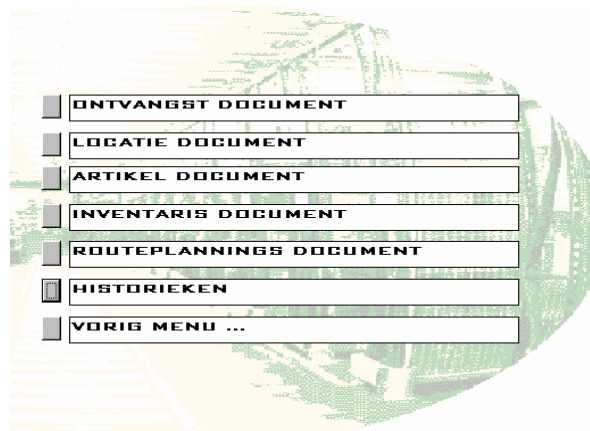 ONTVANGST DOCUMENT
LOCATIE DOCUMENT
ARTIKEL DOCUMENT
INVENTARIS DOCUMENT
ROUTEPLANNINGS DOCUMENT
HISTORIEKEN
VORIG MENU ...